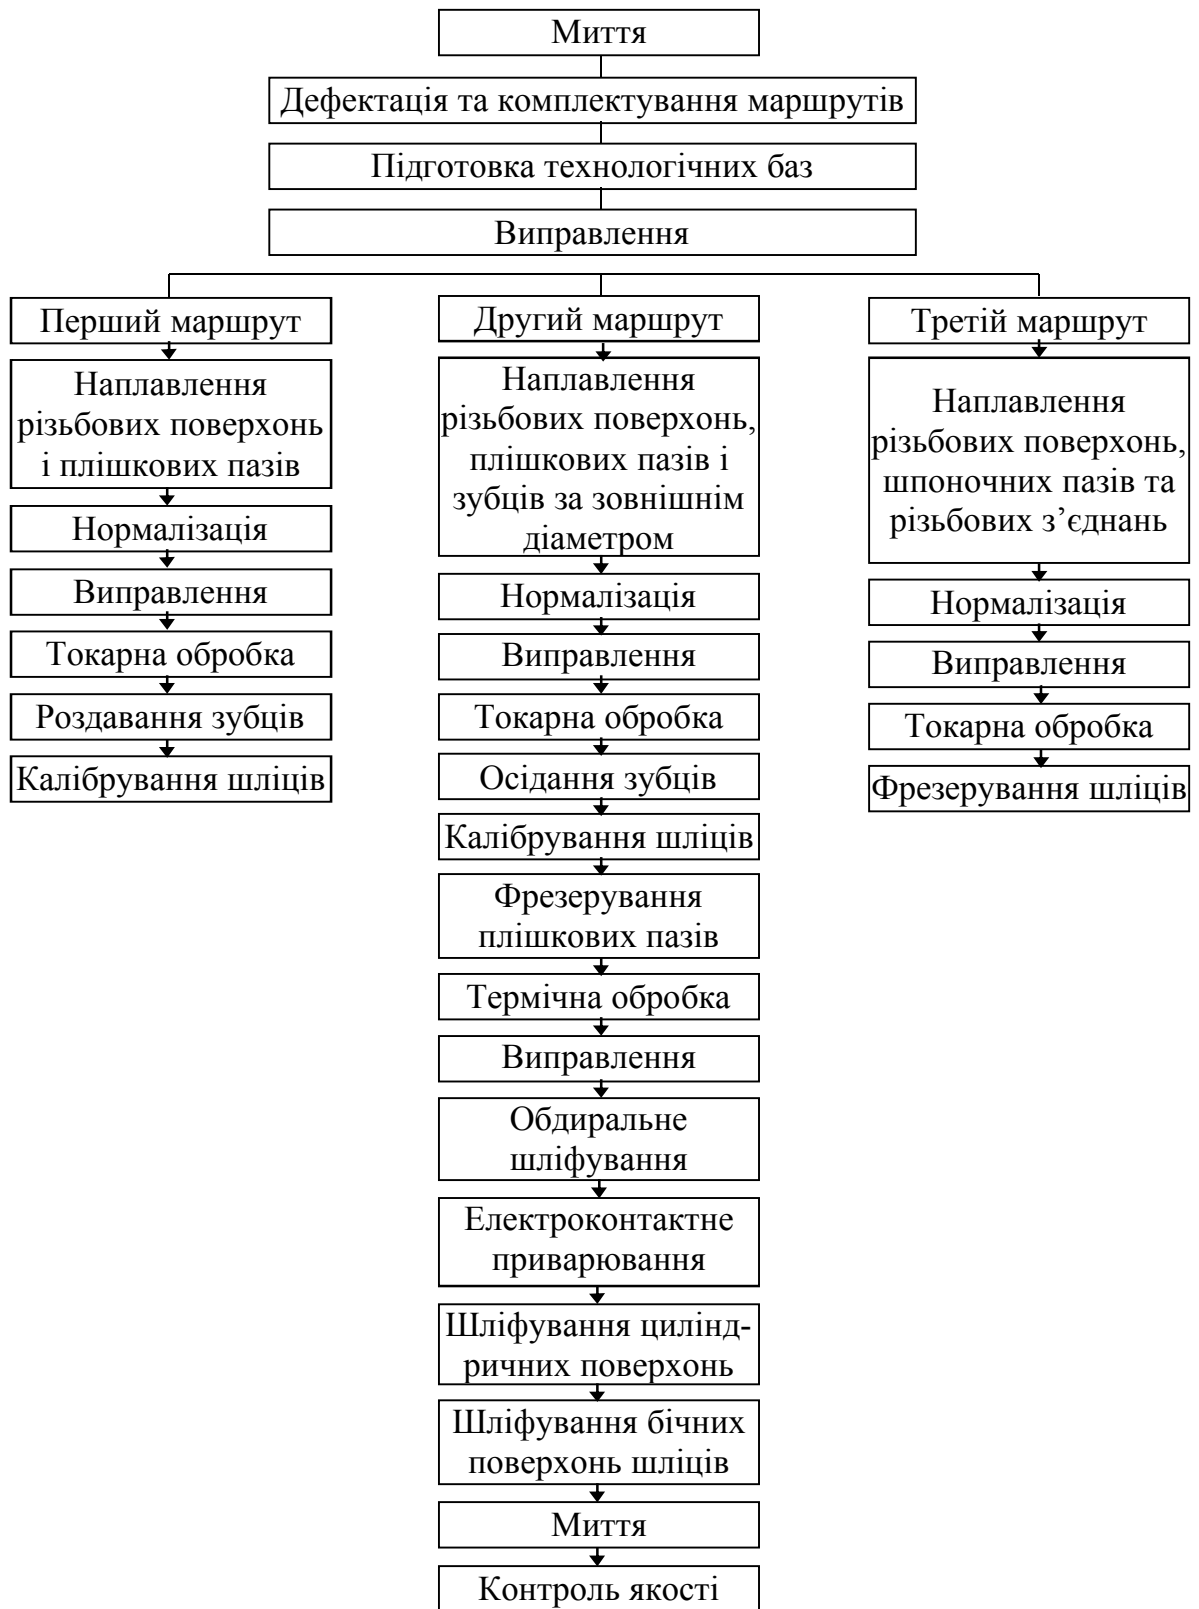 Миття
Дефектація та комплектування маршрутів
Підготовка технологічних баз
Виправлення
Перший маршрут
Наплавлення
різьбових поверхонь
і плішкових пазів
Нормалізація
Виправлення
Токарна обробка
Роздавання зубців
Калібрування шліців
Другий маршрут
Наплавлення
різьбових поверхонь,
плішкових пазів і
зубців за зовнішнім
діаметром
Нормалізація
Виправлення
Токарна обробка
Осідання зубців
Калібрування шліців
Фрезерування
плішкових пазів
Термічна обробка
Виправлення
Обдиральне
шліфування
Електроконтактне
приварювання
Шліфування цилінд-
ричних поверхонь
Шліфування бічних
поверхонь шліців
Миття
Контроль якості
Третій маршрут
Наплавлення
різьбових поверхонь,
шпоночних пазів та
різьбових з’єднань
Нормалізація
Виправлення
Токарна обробка
Фрезерування шліців